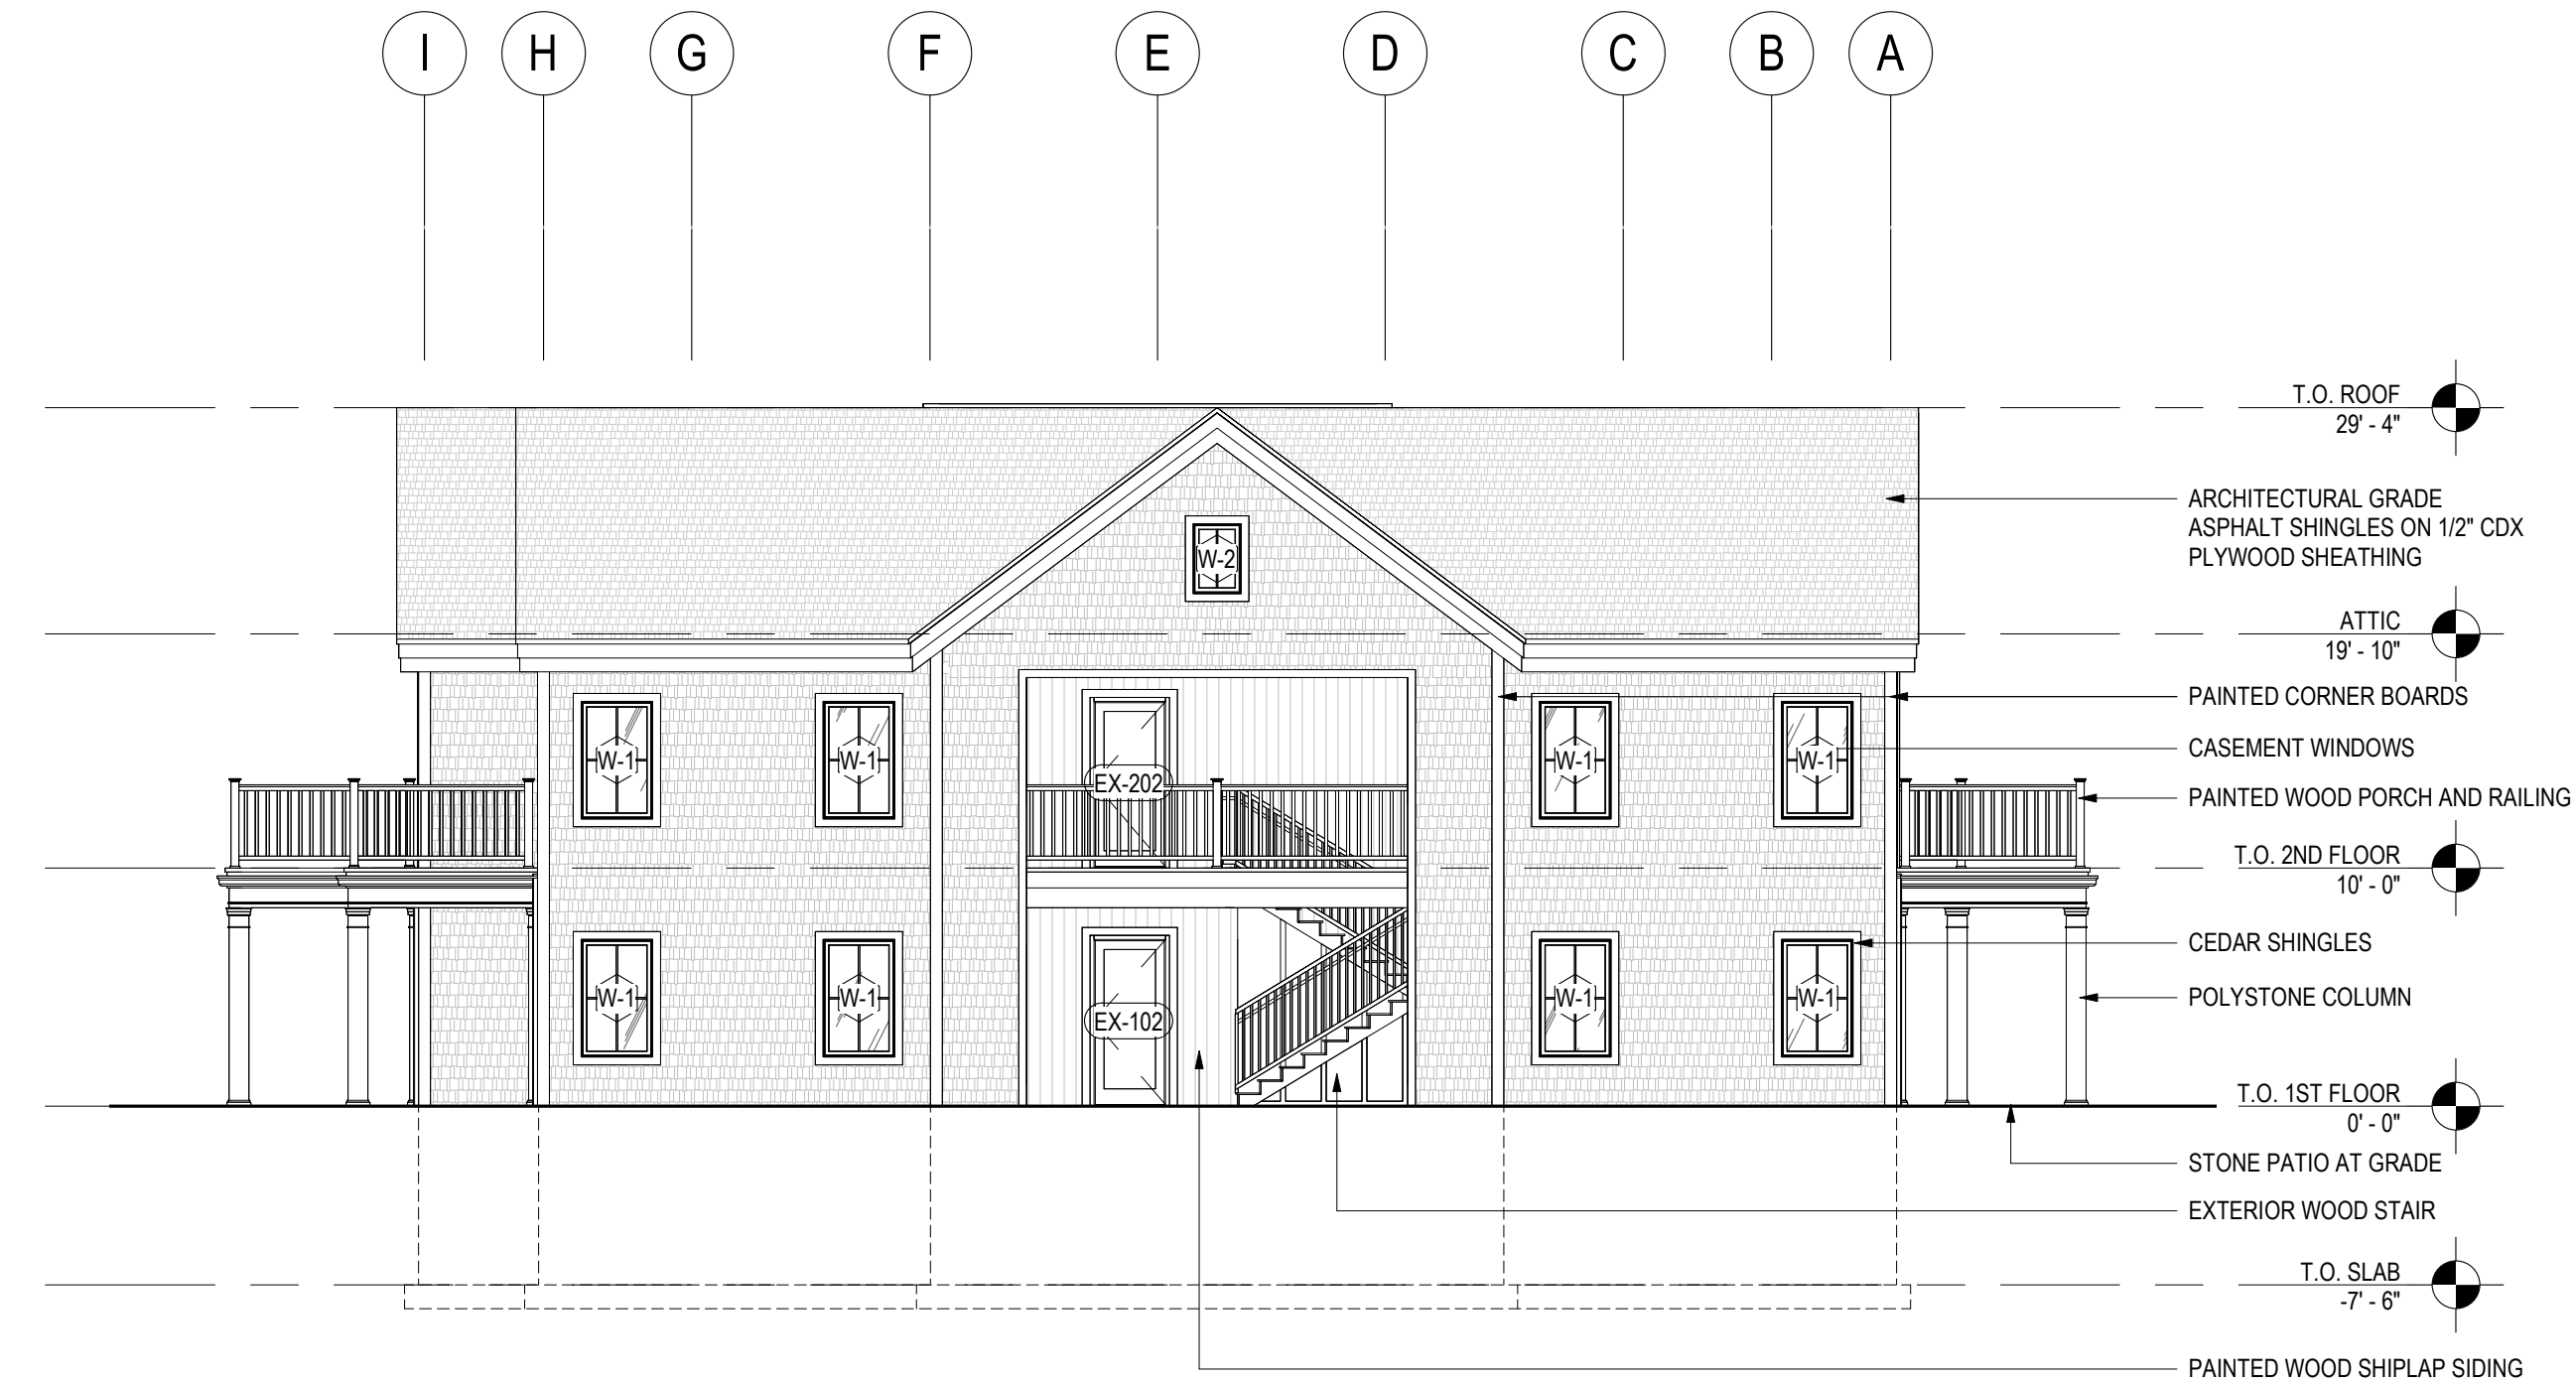 I H G F E D C B A
T.O. ROOF
29' - 4"
ARCHITECTURAL GRADE
ASPHALT SHINGLES ON 1/2" CDX
PLYWOOD SHEATHING
W-2
ATTIC
19' - 10"
PAINTED CORNER BOARDS
CASEMENT WINDOWS
W-1 W-1 W-1 W-1
EX-202
PAINTED WOOD PORCH AND RAILING
T.O. 2ND FLOOR
10' - 0"
CEDAR SHINGLES
POLYSTONE COLUMN
W-1 W-1 W-1 W-1
EX-102
T.O. 1ST FLOOR
0' - 0"
STONE PATIO AT GRADE
EXTERIOR WOOD STAIR
T.O. SLAB
-7' - 6"
PAINTED WOOD SHIPLAP SIDING